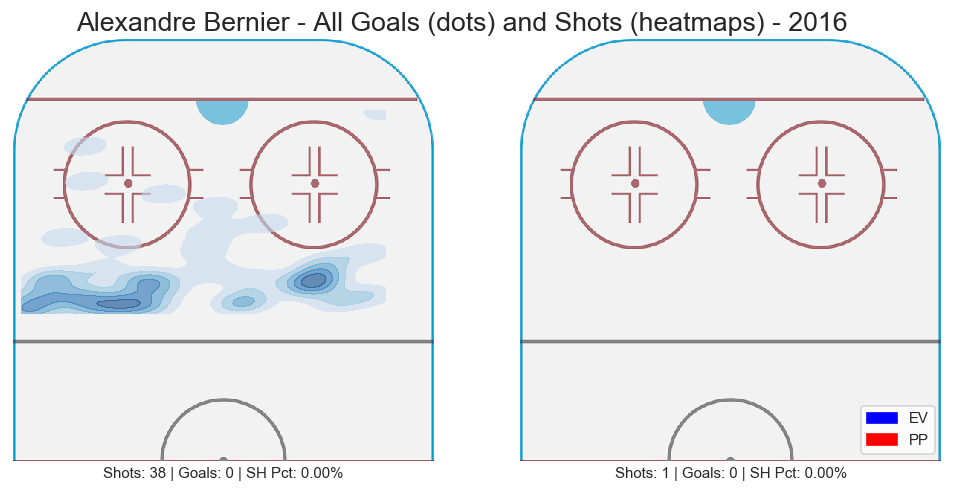 Alexandre Bernier - All Goals (dots) and Shots (heatmaps) - 2016
EV
PP
Shots: 38 | Goals: 0 | SH Pct: 0.00%
Shots: 1 | Goals: 0 | SH Pct: 0.00%